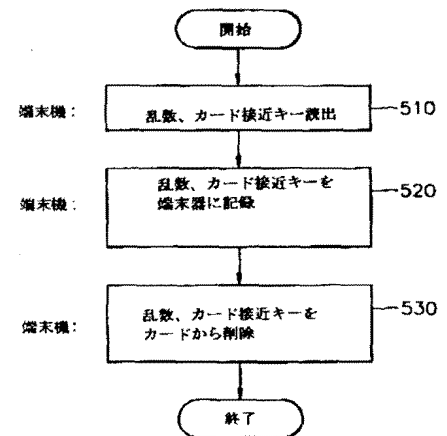 開始
端末機： 乱数、カード接近キー読出 510
端末機： 乱数、カード接近キーを 520
端末器に記録
端末機： 乱数、カード接近キーを 530
カードから削除
終了